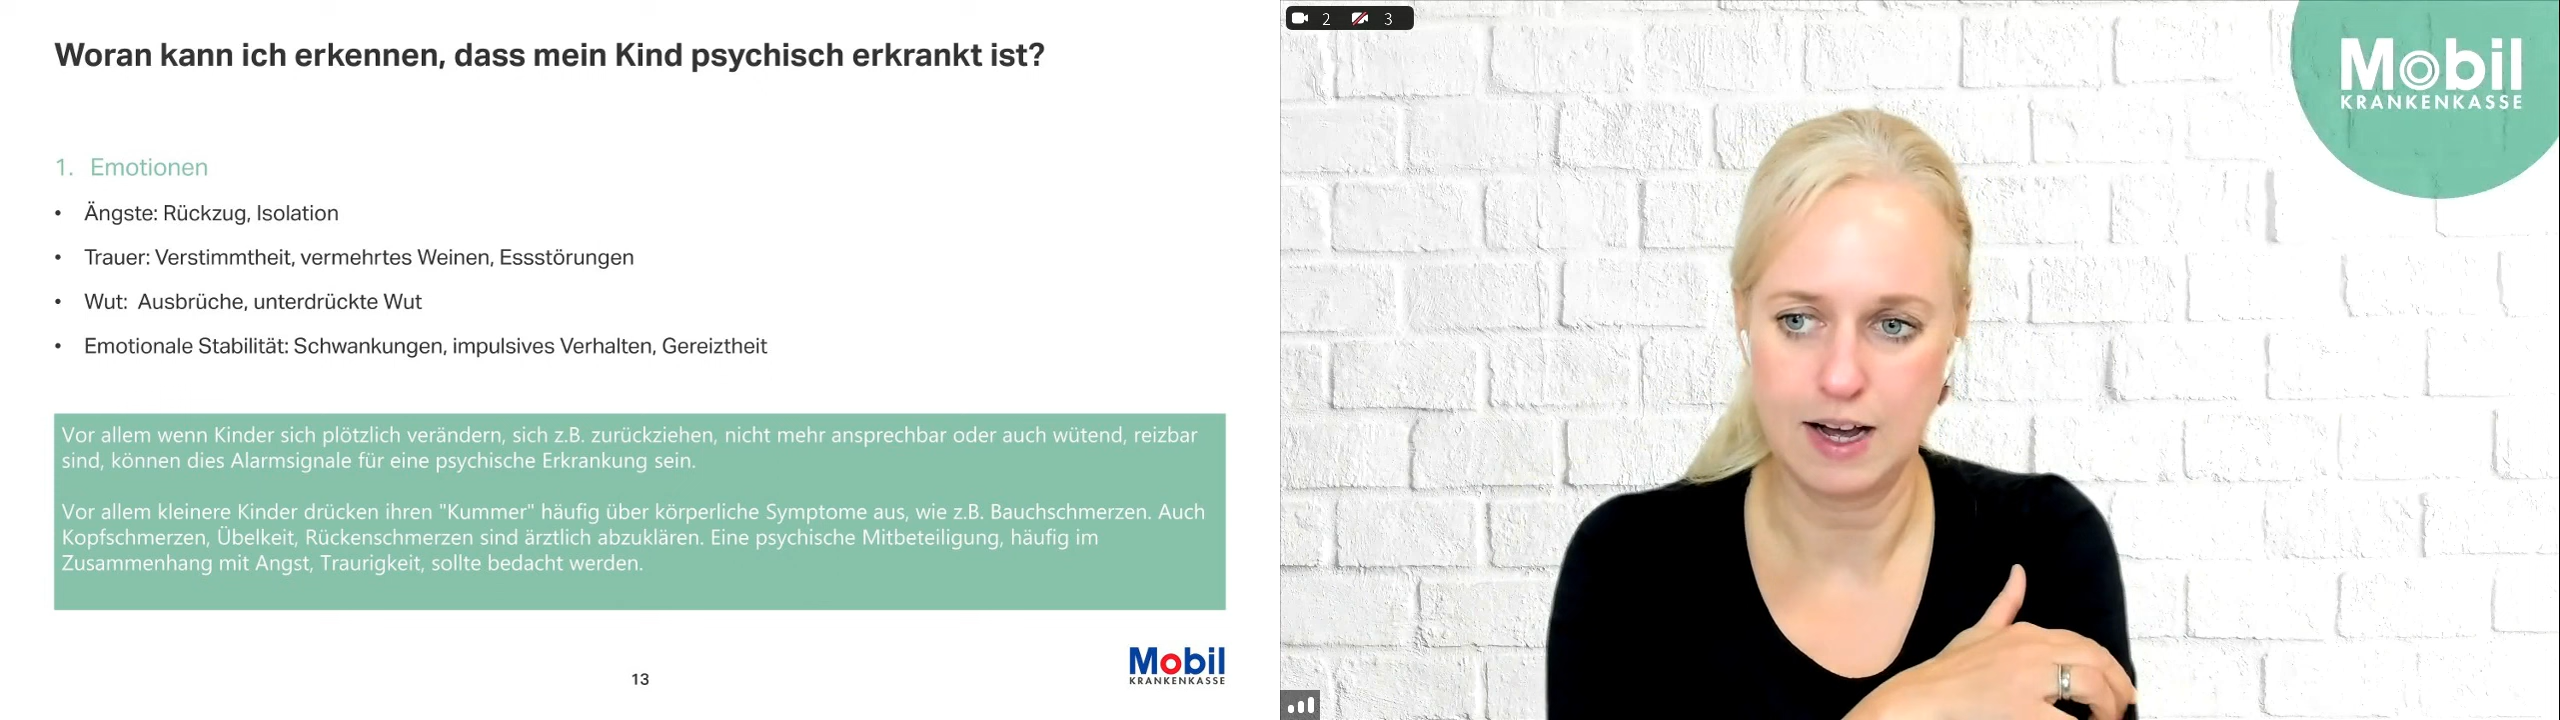 Woran kann ich erkennen, dass mein Kind psychisch erkrankt ist?
1. Emotionen
• Ängste: Rückzug, Isolation
• Trauer: Verstimmtheit, vermehrtes Weinen, Essstörungen
• Wut: Ausbrüche, unterdrückte Wut
• Emotionale Stabilität: Schwankungen, impulsives Verhalten, Gereiztheit
Vor allem wenn Kinder sich plötzlich verändern, sich z.B. zurückziehen, nicht mehr ansprechbar oder auch wütend, reizbar
sind, können dies Alarmsignale für eine psychische Erkrankung sein.
Vor allem kleinere Kinder drücken ihren "Kummer" häufig über körperliche Symptome aus, wie z.B. Bauchschmerzen. Auch
Kopfschmerzen, Übelkeit, Rückenschmerzen sind ärztlich abzuklären. Eine psychische Mitbeteiligung, häufig im
Zusammenhang mit Angst, Traurigkeit, sollte bedacht werden.
13
Mobil
KRANKENKASSE
2 3
Mobil
KRANKENKASSE